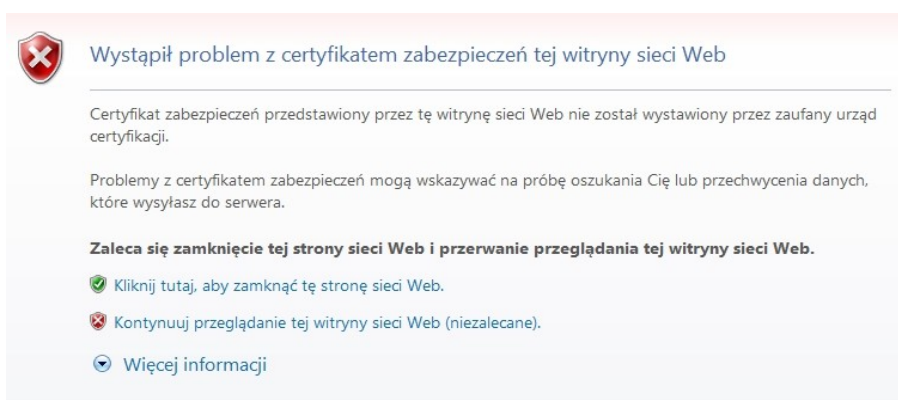 Wystąpił problem z certyfikatem zabezpieczeń tej witryny sieci Web
Certyfikat zabezpieczeń przedstawiony przez tę witrynę sieci Web nie został wystawiony przez zaufany urząd
certyfikacji.
Problemy z certyfikatem zabezpieczeń mogą wskazywać na próbę oszukania Cię lub przechwycenia danych,
które wysyłasz do serwera.
Zaleca się zamknięcie tej strony sieci Web i przerwanie przeglądania tej witryny sieci Web.
Kliknij tutaj, aby zamknąć tę stronę sieci Web.
Kontynuuj przeglądanie tej witryny sieci Web (niezalecane).
Więcej informacji